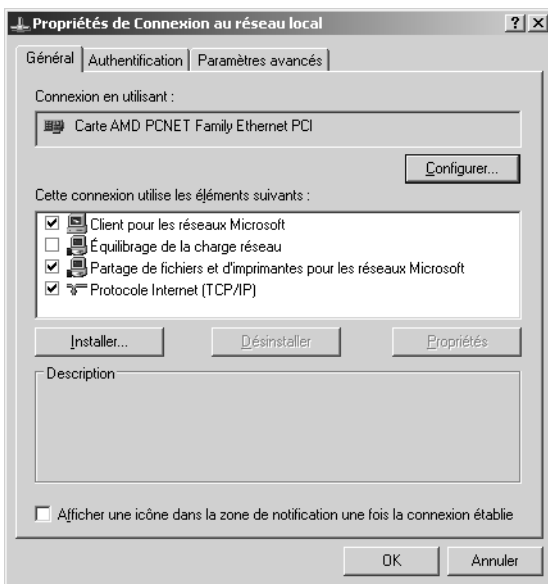 Propriétés de Connexion au réseau local
Général Authentification Paramètres avancés
Connexion en utilisant :
Carte AMD PCNET Family Ethernet PCI
Configurer...
Cette connexion utilise les éléments suivants :
Client pour les réseaux Microsoft
Équilibrage de la charge réseau
Partage de fichiers et d'imprimantes pour les réseaux Microsoft
Protocole Internet (TCP/IP)
Installer... Désinstaller Propriétés
Description
Afficher une icône dans la zone de notification une fois la connexion établie
OK Annuler